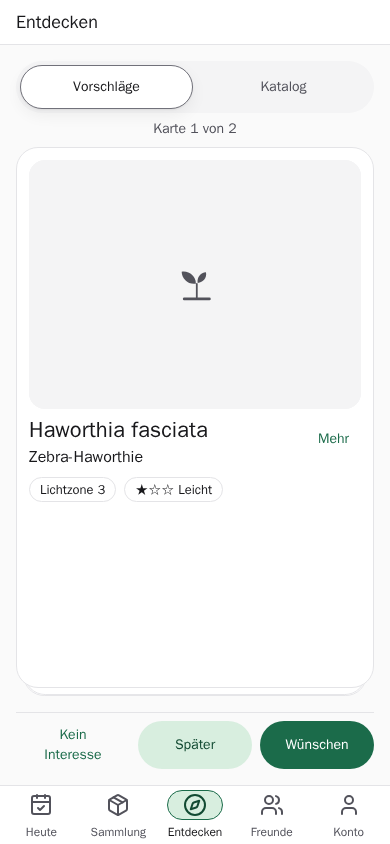 Entdecken
Vorschläge
Katalog
Karte 1 von 2
Haworthia fasciata
Mehr
Zebra-Haworthie
Lichtzone 3
★☆☆ Leicht
Kein
Interesse
Später
Wünschen
Heute
Sammlung
Entdecken
Freunde
Konto